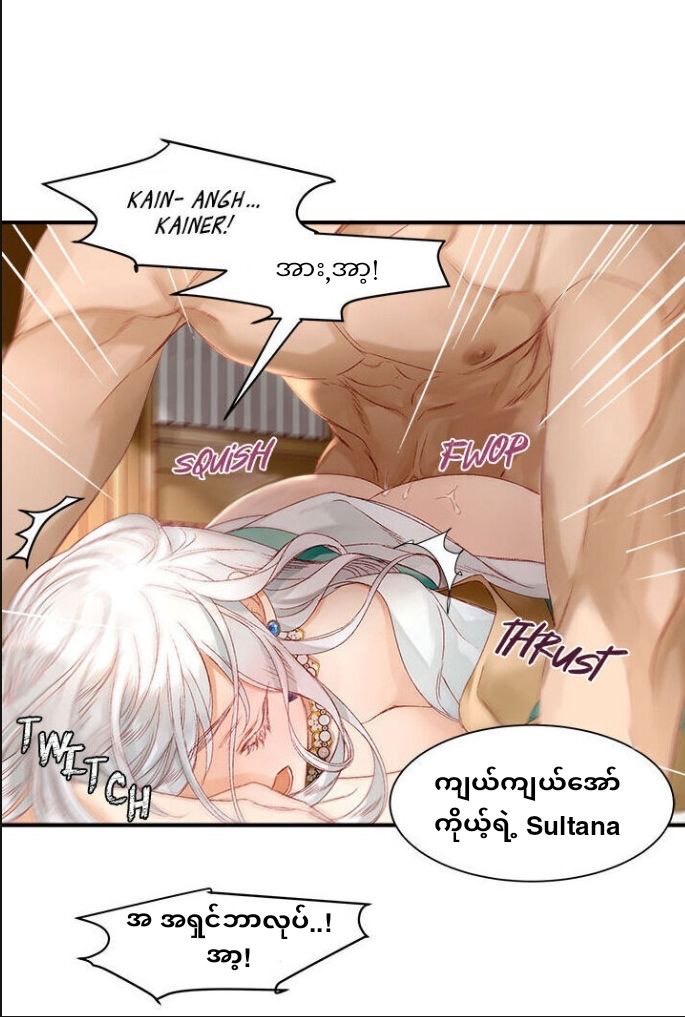 KAIN- ANGH...
KAINER!
အား,အာ့!
SQUISH
FWOP
THRUST
TWITCH
ကျယ်ကျယ်အော်
ကိုယ့်ရဲ့ Sultana
အ အရှင်ဘာလုပ်..!
အာ့!